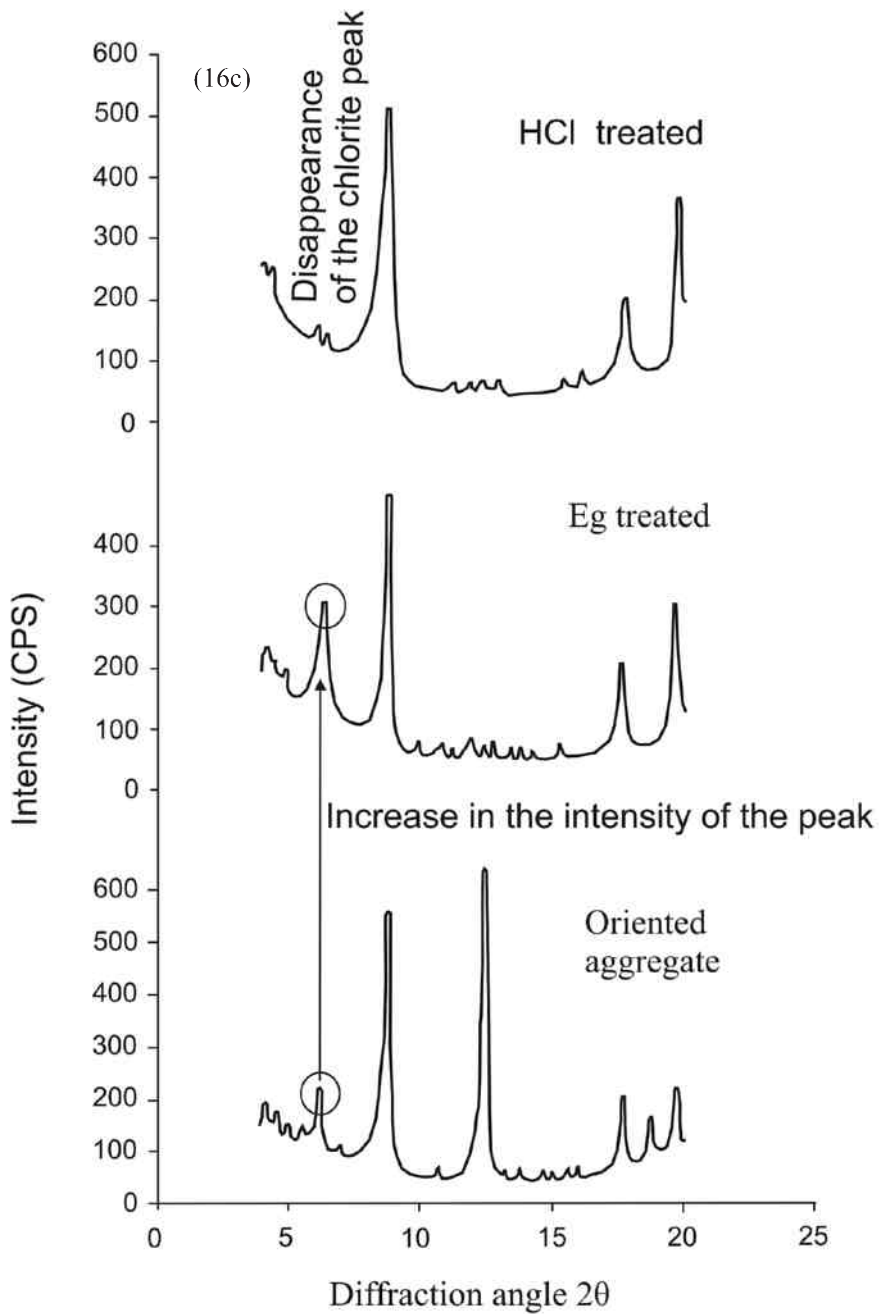 (16c)
Disappearance
of the chlorite peak
HCl treated
600
500
400
300
200
100
0
Eg treated
400
300
200
100
0
Increase in the intensity of the peak
Oriented
aggregate
600
500
400
300
200
100
0
Intensity (CPS)
0 5 10 15 20 25
Diffraction angle 2θ